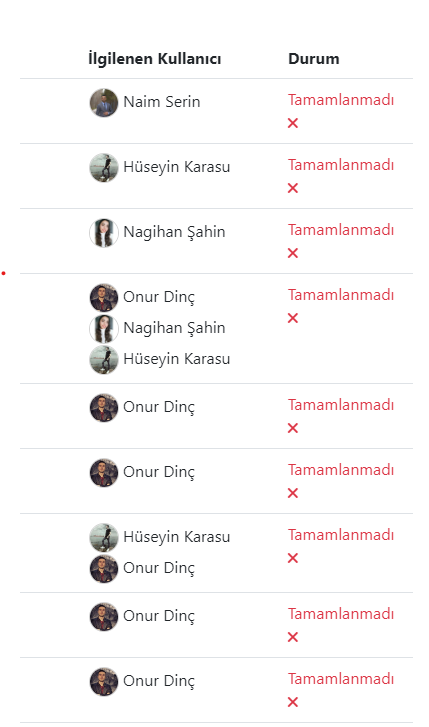 İlgilenen Kullanıcı Durum
Naim Serin Tamamlanmadı
Hüseyin Karasu Tamamlanmadı
Nagihan Şahin Tamamlanmadı
Onur Dinç Tamamlanmadı
Nagihan Şahin
Hüseyin Karasu
Onur Dinç Tamamlanmadı
Onur Dinç Tamamlanmadı
Hüseyin Karasu Tamamlanmadı
Onur Dinç
Onur Dinç Tamamlanmadı
Onur Dinç Tamamlanmadı